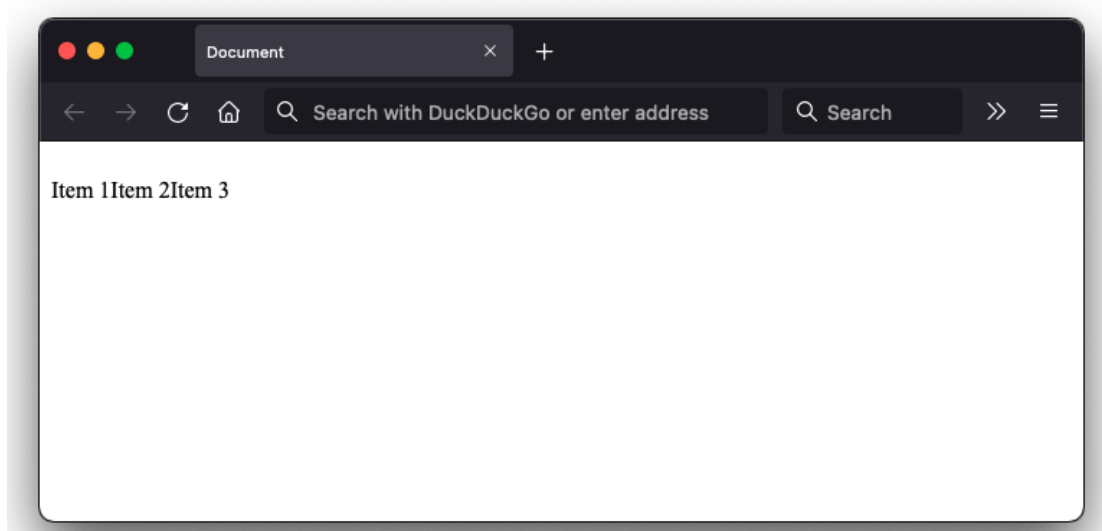 Document
Search with DuckDuckGo or enter address
Search
Item 1Item 2Item 3